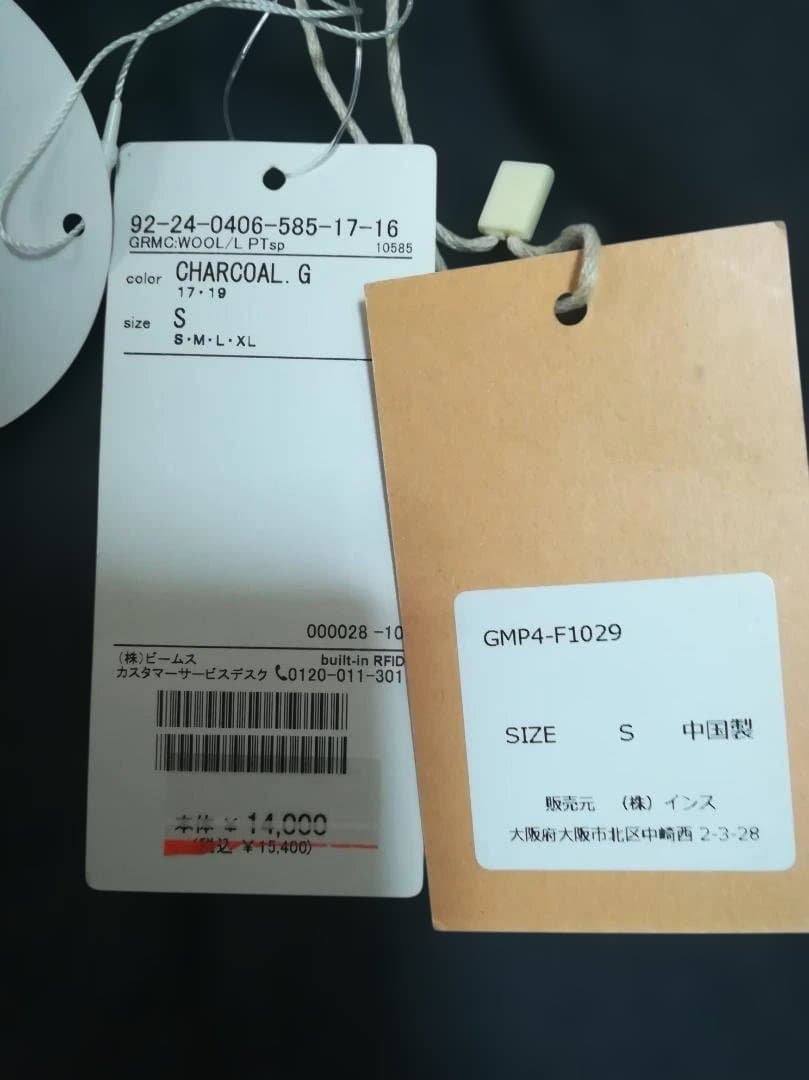 92-24-0406-585-17-16
GRMC:WOOL/L PTsp 10585
color CHARCOAL. G
17・19
size S
S・M・L・XL
000028 -10
(株)ビームス built-in RFID
カスタマーサービスデスク 0120-011-301
本体 ¥ 14,000
(税込 ¥15,400)
GMP4-F1029
SIZE S 中国製
販売元 (株) インス
大阪府大阪市北区中崎西 2-3-28